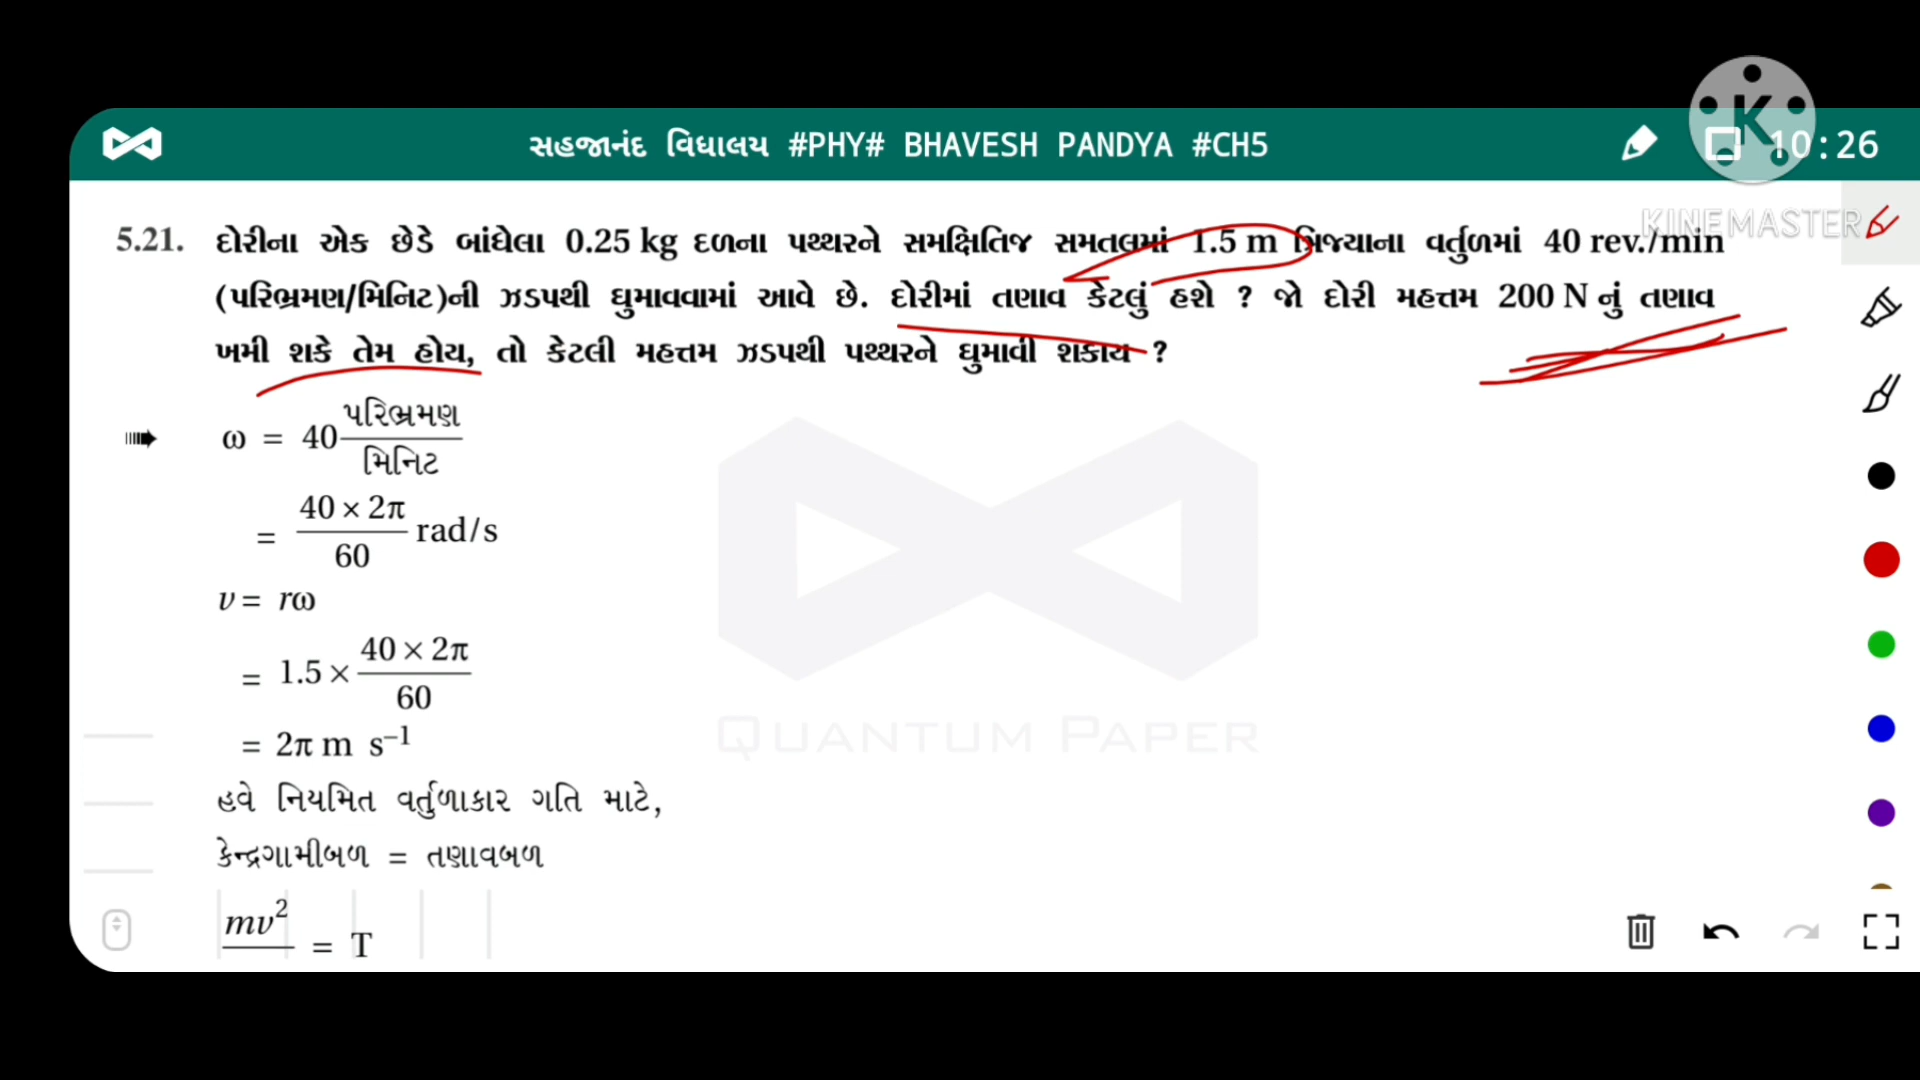 સહજાનંદ વિધાલય #PHY# BHAVESH PANDYA #CH5
10:26
K
KINEMASTER
5.21. દોરીના એક છેડે બાંધેલા 0.25 kg દળના પથ્થરને સમક્ષિતિજ સમતલમાં 1.5 m ત્રિજ્યાના વર્તુળમાં 40 rev./min
(પરિભ્રમણ/મિનિટ)ની ઝડપથી ઘુમાવવામાં આવે છે. દોરીમાં તણાવ કેટલું હશે ? જો દોરી મહત્તમ 200 N નું તણાવ
ખમી શકે તેમ હોય, તો કેટલી મહત્તમ ઝડપથી પથ્થરને ઘુમાવી શકાય ?
ω = 40 પરિભ્રમણ/મિનિટ
= 40 × 2π/60 rad/s
v = rω
= 1.5 × 40 × 2π/60
= 2π m s⁻¹
હવે નિયમિત વર્તુળાકાર ગતિ માટે,
કેન્દ્રગામીબળ = તણાવબળ
mv² = T
QUANTUM PAPER